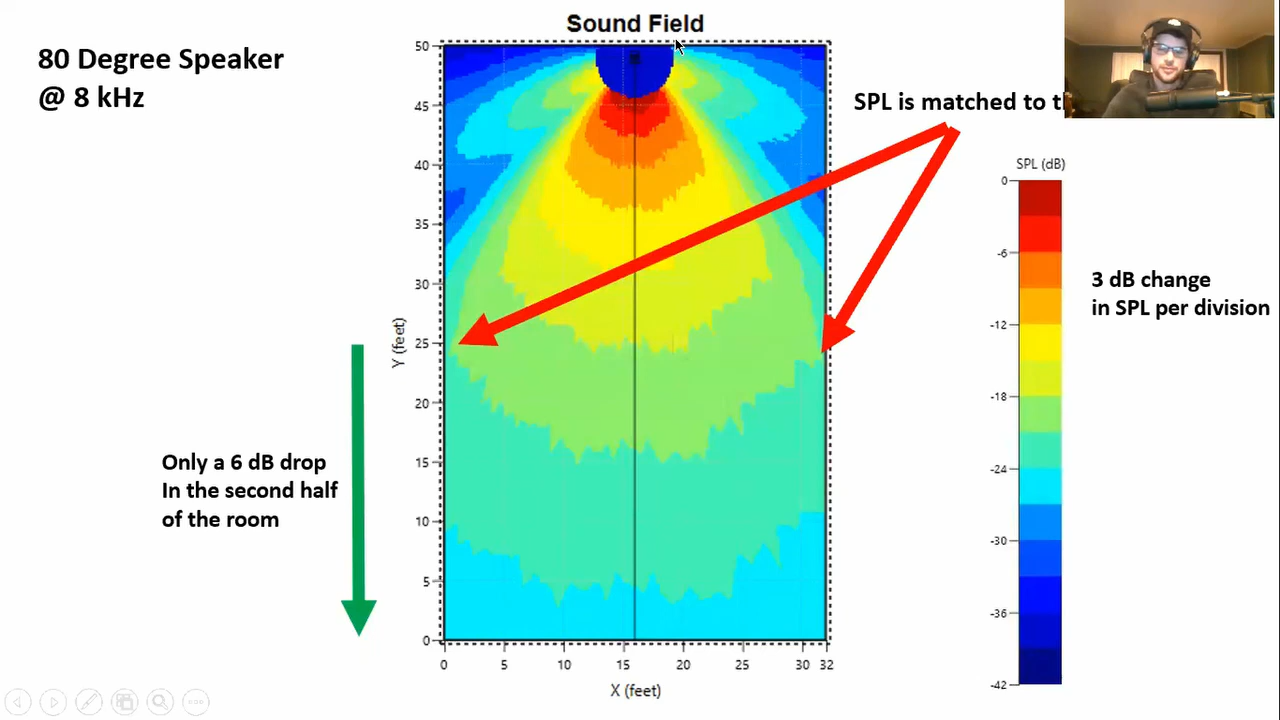 Sound Field
80 Degree Speaker
@ 8 kHz
SPL is matched to
SPL (dB)
0
-6
-12
-18
-24
-30
-36
-42
3 dB change
in SPL per division
Only a 6 dB drop
In the second half
of the room
Y (feet)
50
45
40
35
30
25
20
15
10
5
0
0
5
10
15
20
25
30
32
X (feet)